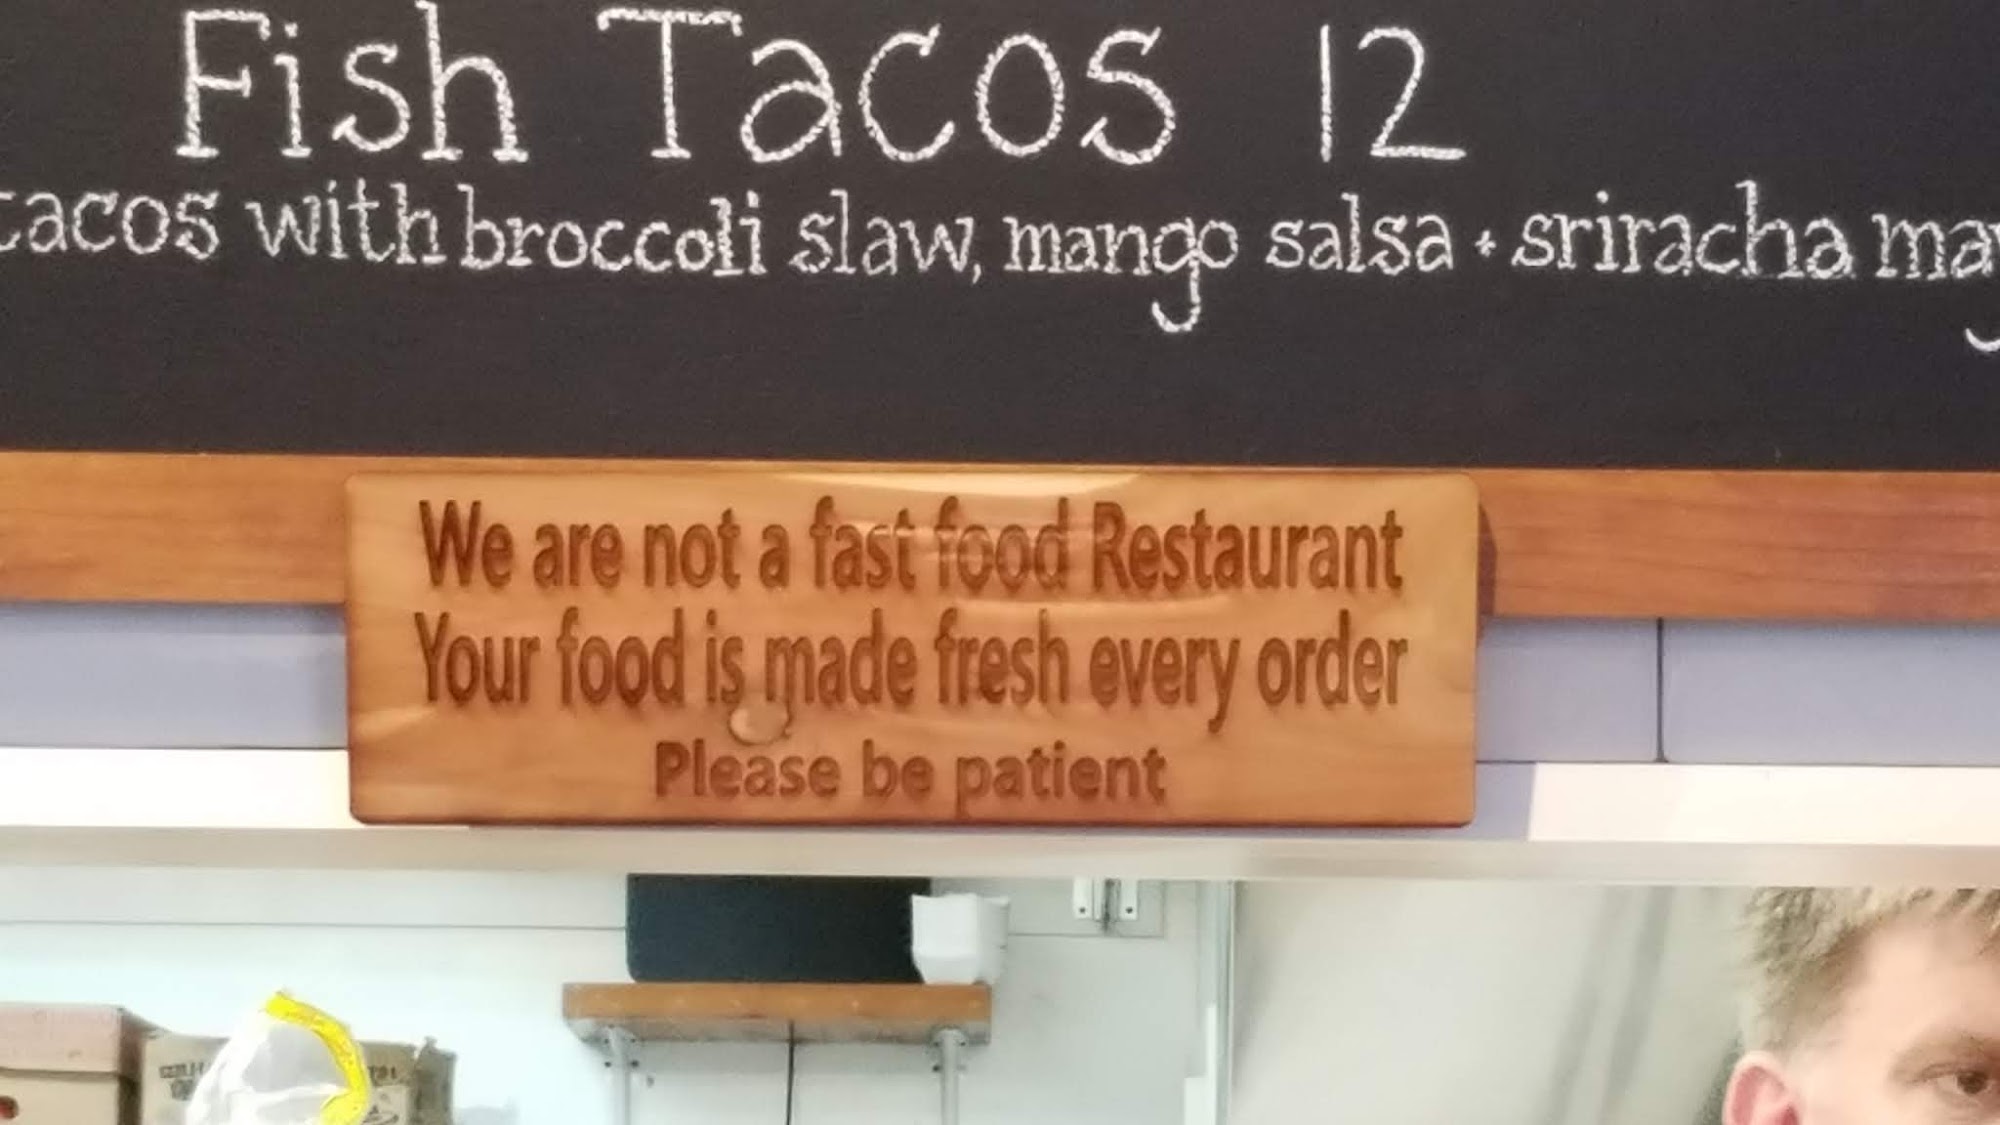 Fish Tacos 12
tacos with broccoli slaw, mango salsa + sriracha
We are not a fast food Restaurant
Your food is made fresh every order
Please be patient